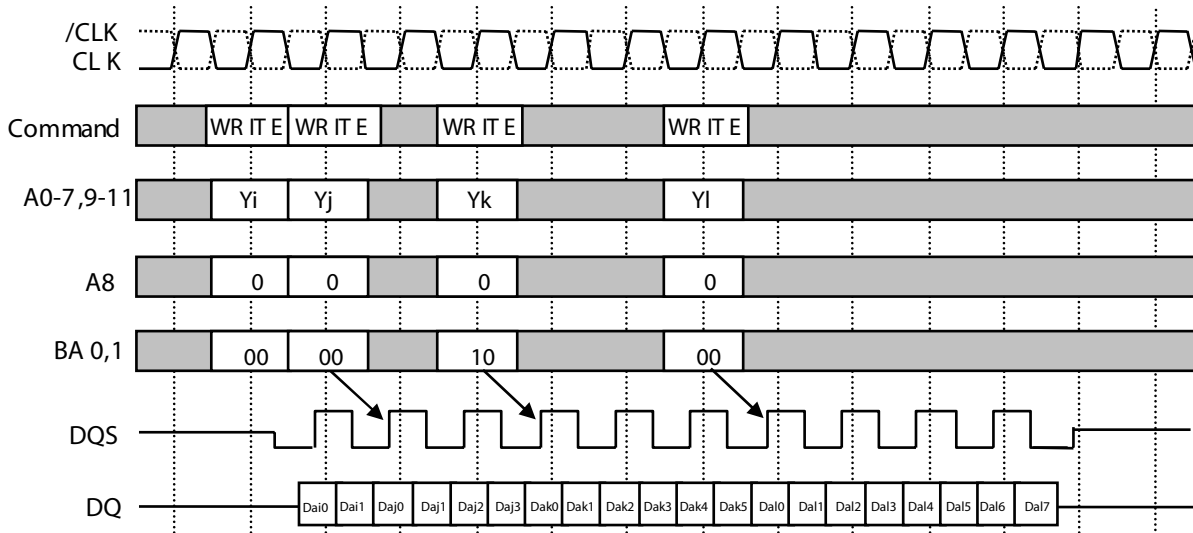 /CLK
CL K
Command WR IT E WR IT E WR IT E WR IT E
A0-7,9-11 Yi Yj Yk Yl
A8 0 0 0 0
BA 0,1 00 00 10 00
DQS
DQ Dai0 Dai1 Daj0 Daj1 Daj2 Daj3 Dak0 Dak1 Dak2 Dak3 Dak4 Dak5 Dal0 Dal1 Dal2 Dal3 Dal4 Dal5 Dal6 Dal7